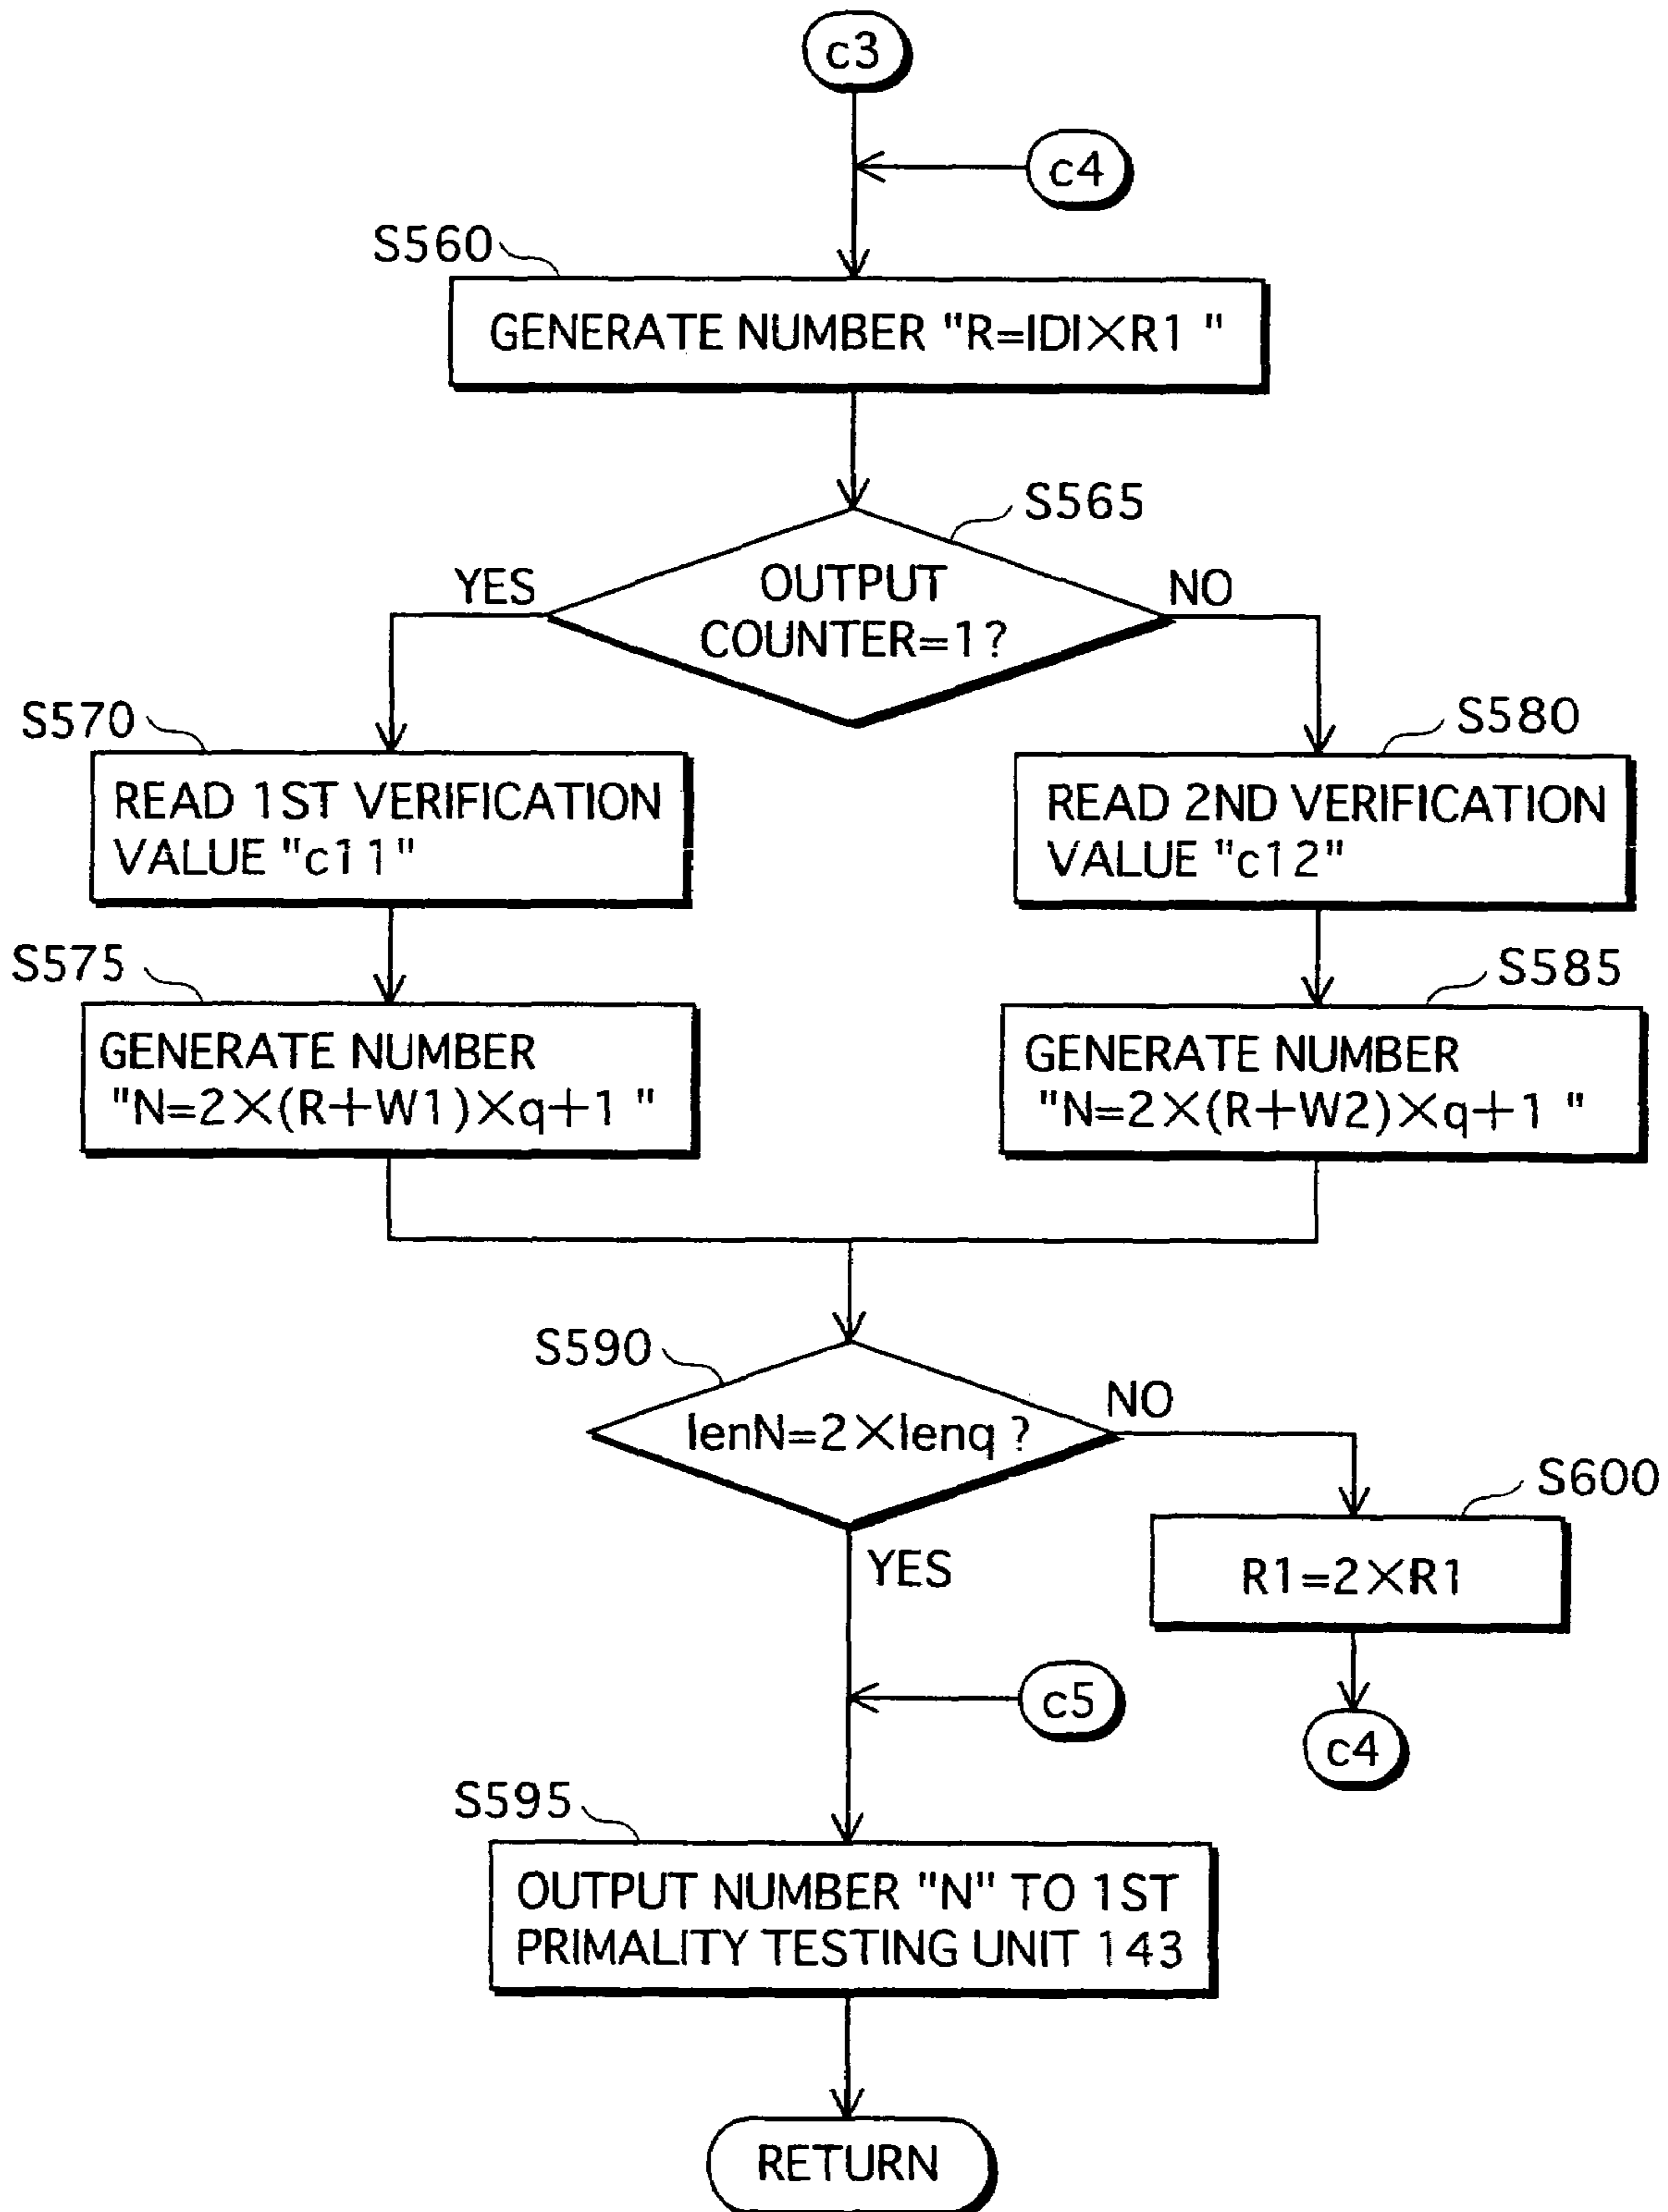 c3
c4
S560
GENERATE NUMBER "R=IDI×R1 "
S565
OUTPUT
COUNTER=1?
YES
NO
S570
READ 1ST VERIFICATION
VALUE "c11"
S580
READ 2ND VERIFICATION
VALUE "c12"
S575
GENERATE NUMBER
"N=2×(R+W1)×q+1 "
S585
GENERATE NUMBER
"N=2×(R+W2)×q+1 "
S590
lenN=2×lenq ?
NO
YES
S600
R1=2×R1
c5
c4
S595
OUTPUT NUMBER "N" TO 1ST
PRIMALITY TESTING UNIT 143
RETURN